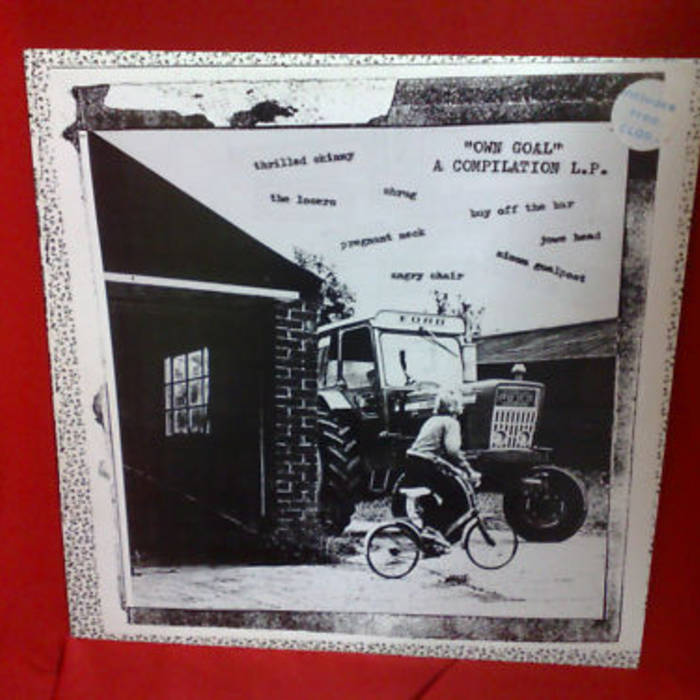 "OWN GOAL"
A COMPILATION L.P.
thrilled skinny
the losers
shrug
buy off the bar
pregnant neck
jowe head
angry chair
goalpost
FORD